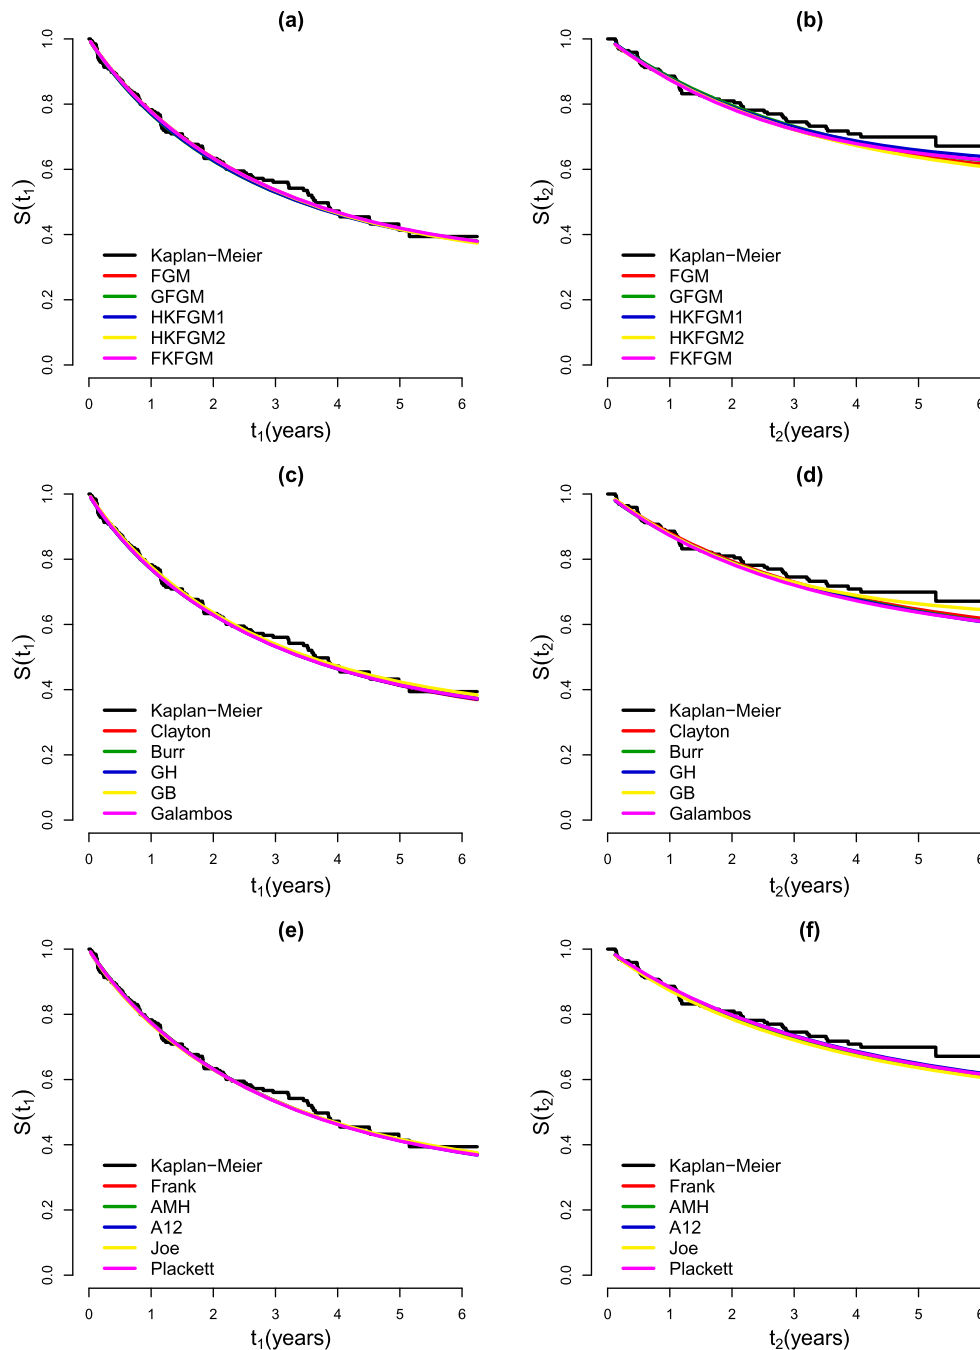 (a)
S(t1)
0.0 0.2 0.4 0.6 0.8 1.0
Kaplan−Meier
FGM
GFGM
HKFGM1
HKFGM2
FKFGM
0 1 2 3 4 5 6
t1(years)
(b)
S(t2)
0.0 0.2 0.4 0.6 0.8 1.0
Kaplan−Meier
FGM
GFGM
HKFGM1
HKFGM2
FKFGM
0 1 2 3 4 5 6
t2(years)
(c)
S(t1)
0.0 0.2 0.4 0.6 0.8 1.0
Kaplan−Meier
Clayton
Burr
GH
GB
Galambos
0 1 2 3 4 5 6
t1(years)
(d)
S(t2)
0.0 0.2 0.4 0.6 0.8 1.0
Kaplan−Meier
Clayton
Burr
GH
GB
Galambos
0 1 2 3 4 5 6
t2(years)
(e)
S(t1)
0.0 0.2 0.4 0.6 0.8 1.0
Kaplan−Meier
Frank
AMH
A12
Joe
Plackett
0 1 2 3 4 5 6
t1(years)
(f)
S(t2)
0.0 0.2 0.4 0.6 0.8 1.0
Kaplan−Meier
Frank
AMH
A12
Joe
Plackett
0 1 2 3 4 5 6
t2(years)